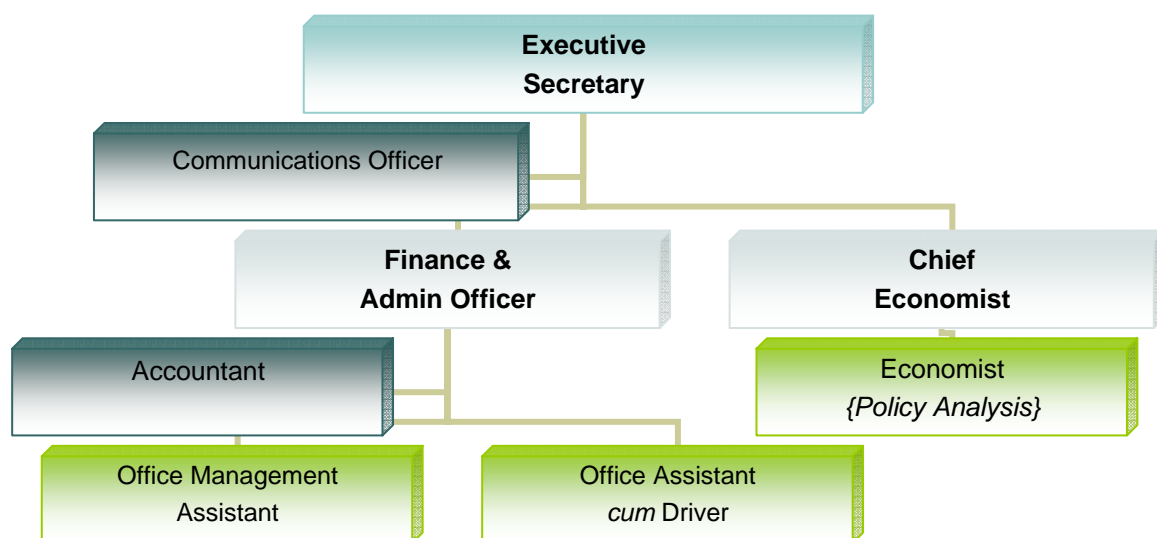 Executive
Secretary
Communications Officer
Finance &
Admin Officer
Chief
Economist
Accountant
Economist
{Policy Analysis}
Office Management
Assistant
Office Assistant
cum Driver